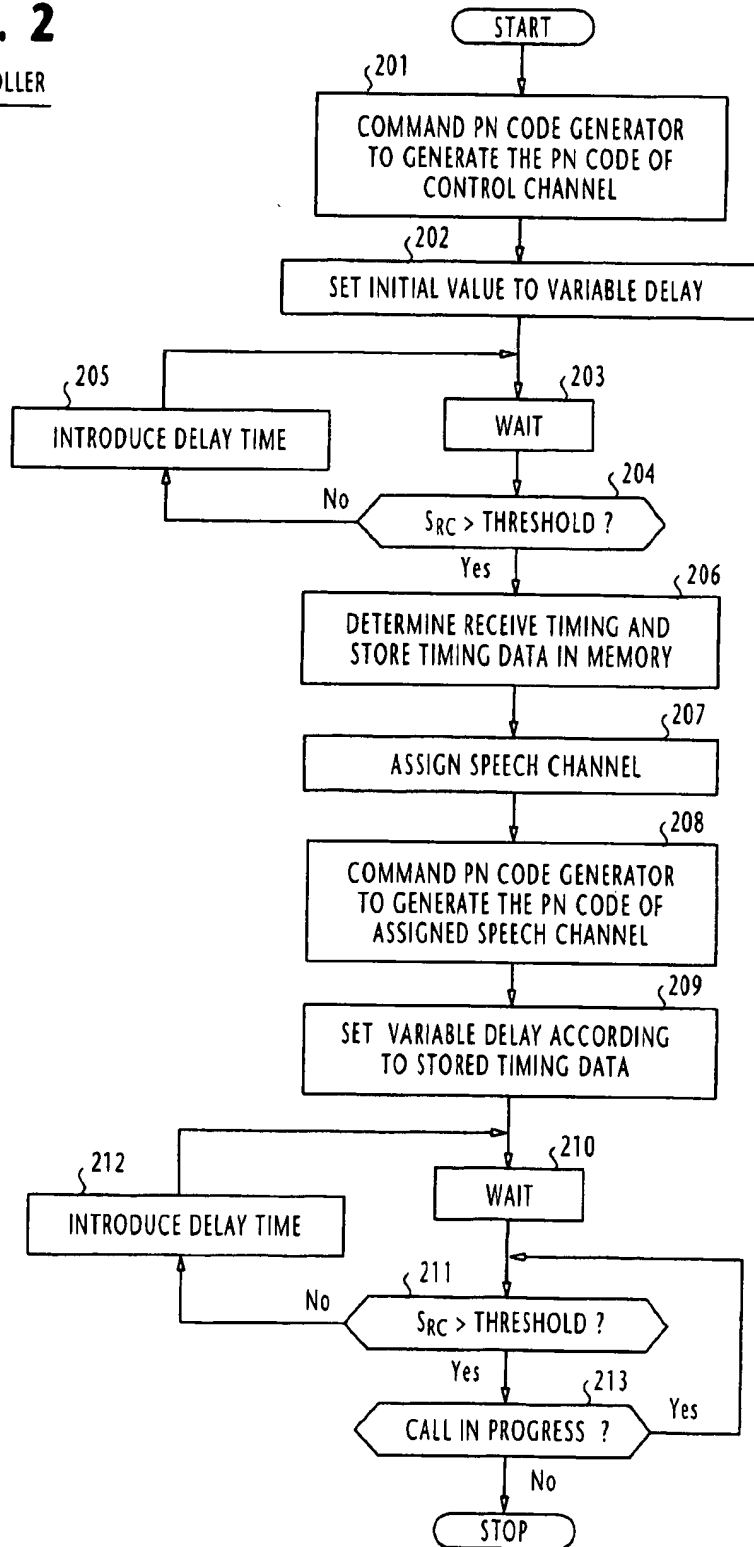 . 2
START
201
COMMAND PN CODE GENERATOR
TO GENERATE THE PN CODE OF
CONTROL CHANNEL
202
SET INITIAL VALUE TO VARIABLE DELAY
205
INTRODUCE DELAY TIME
203
WAIT
204
No
SRC > THRESHOLD ?
Yes
206
DETERMINE RECEIVE TIMING AND
STORE TIMING DATA IN MEMORY
207
ASSIGN SPEECH CHANNEL
208
COMMAND PN CODE GENERATOR
TO GENERATE THE PN CODE OF
ASSIGNED SPEECH CHANNEL
209
SET VARIABLE DELAY ACCORDING
TO STORED TIMING DATA
212
INTRODUCE DELAY TIME
210
WAIT
211
No
SRC > THRESHOLD ?
Yes
213
CALL IN PROGRESS ?
Yes
No
STOP